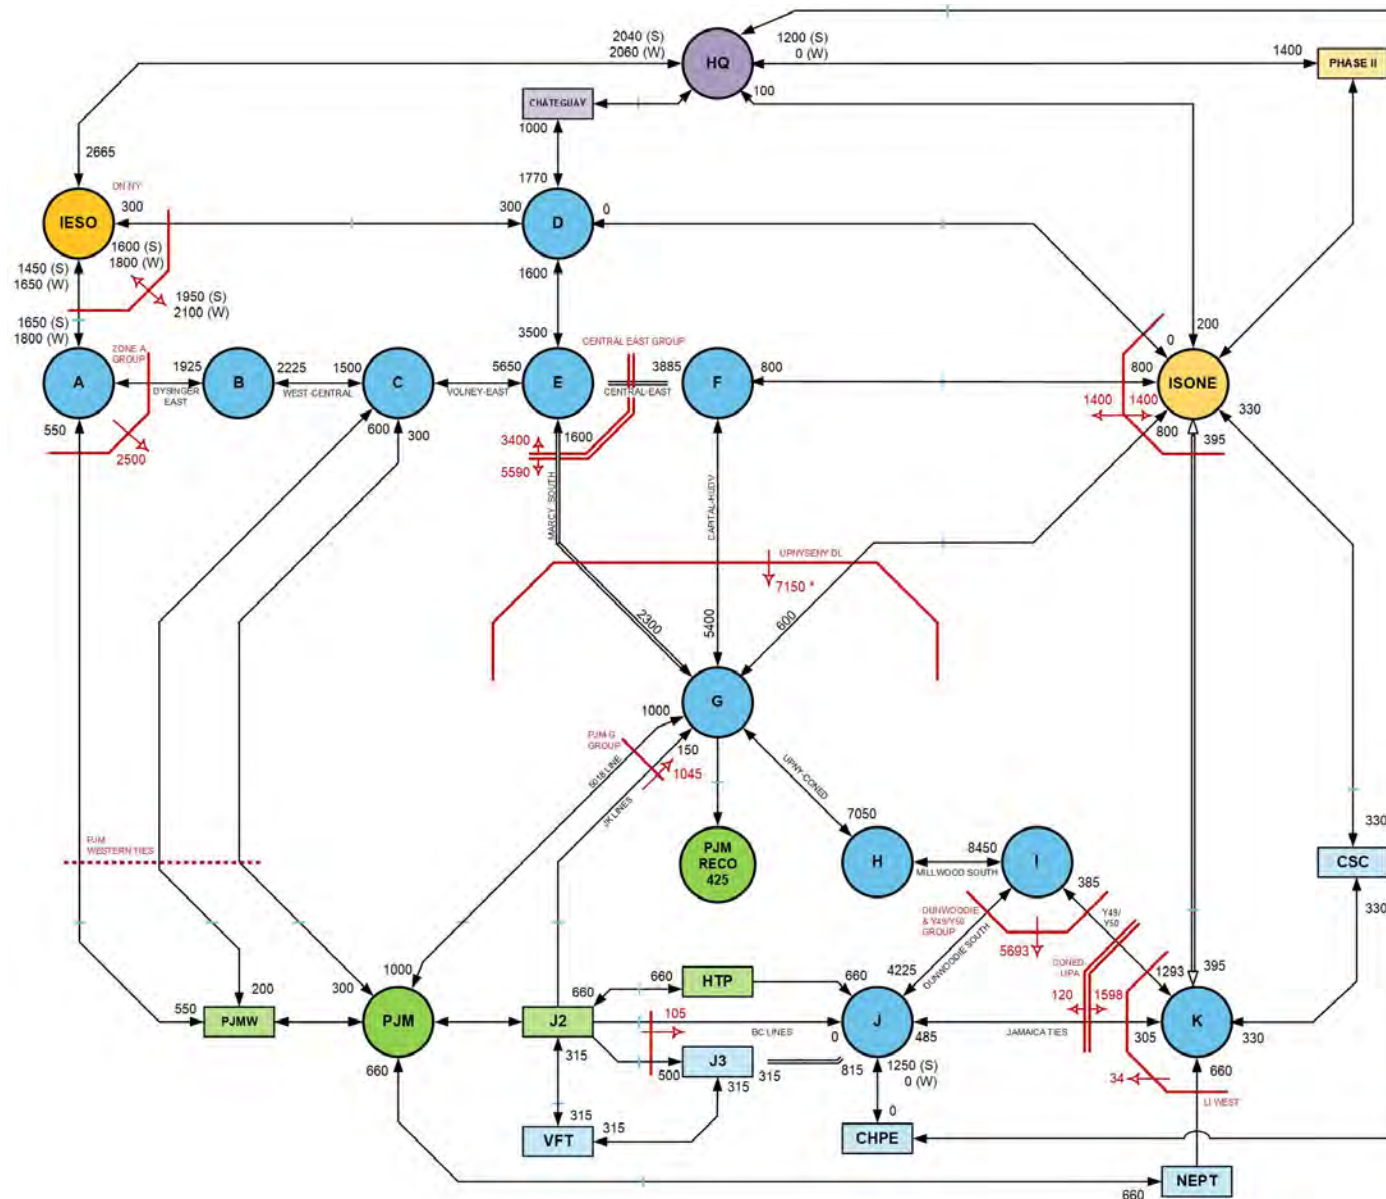 2040 (S)
2060 (W)
HQ
1200 (S)
0 (W)
1400
PHASE II
100
CHATEGUAY
1000
2665
1770
ON NY
IESO
300
300
D
0
1600 (S)
1800 (W)
1450 (S)
1650 (W)
1950 (S)
2100 (W)
1600
1650 (S)
1800 (W)
3500
200
0
ZONE A
GROUP
CENTRAL EAST GROUP
A
1925
DYSINGER
EAST
B
2225
1500
WEST-CENTRAL
C
5650
VOLNEY-EAST
E
3885
CENTRAL-EAST
F
800
800
ISONE
1400
1400
330
550
2500
600
300
1600
3400
5590
800
395
MARCY SOUTH
CAPITAL-HUDV
UPNYSENY DL
7150 *
2300
5400
600
G
1000
PJM-G
GROUP
150
1045
5018 LINE
JK LINES
UPNY-CONED
7050
PJM
RECO
425
H
8450
MILLWOOD SOUTH
I
330
CSC
330
PJM
WESTERN TIES
385
DUNWOODIE
& Y49/Y50
GROUP
Y49/
Y50
5693
DUNWOODIE SOUTH
CONED-
LIPA
1000
4225
1293
395
200
300
660
HTP
660
550
PJMW
PJM
660
J2
105
BC LINES
0
J
485
JAMAICA TIES
120
1598
305
K
330
660
315
500
J3
315
315
815
1250 (S)
0 (W)
34
660
LI WEST
315
315
VFT
0
CHPE
NEPT
660